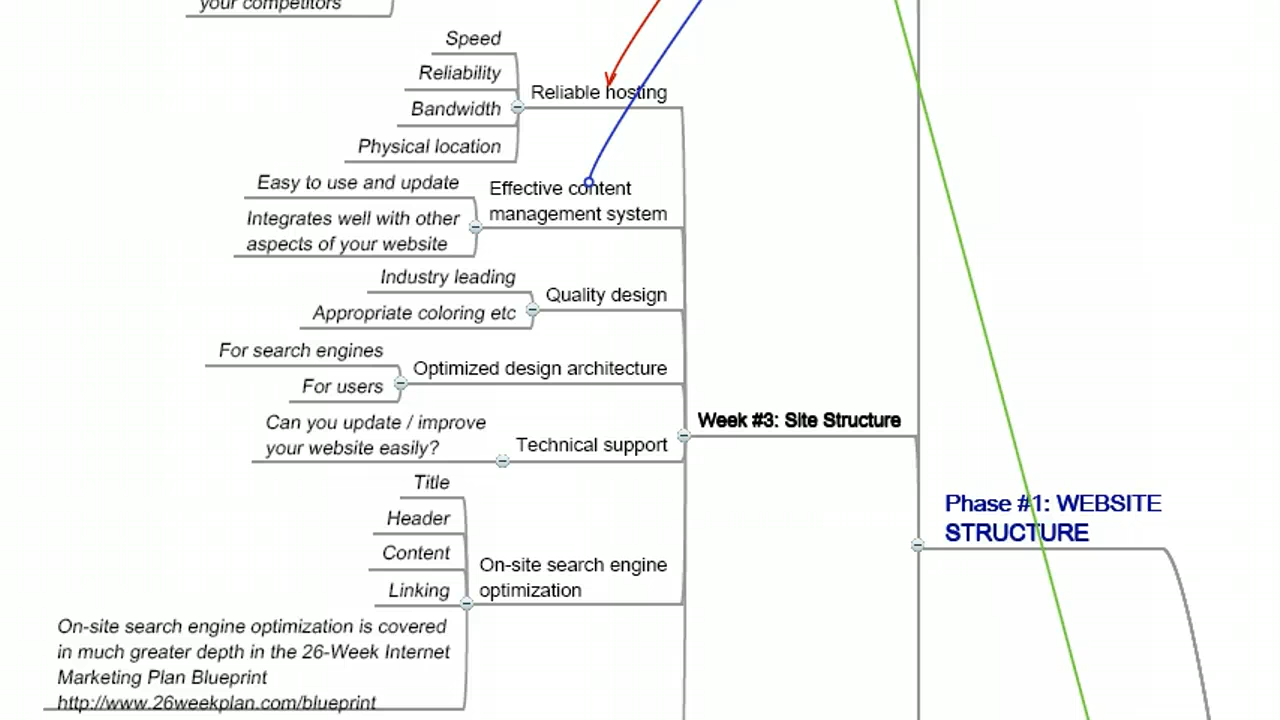 your competitors
Speed
Reliability
Bandwidth
Physical location
Reliable hosting
Easy to use and update
Integrates well with other
aspects of your website
Effective content
management system
Industry leading
Appropriate coloring etc
Quality design
For search engines
For users
Optimized design architecture
Can you update / improve
your website easily?
Technical support
Week #3: Site Structure
Title
Header
Content
Linking
On-site search engine
optimization
On-site search engine optimization is covered
in much greater depth in the 26-Week Internet
Marketing Plan Blueprint
http://www.26weekplan.com/blueprint
Phase #1: WEBSITE
STRUCTURE